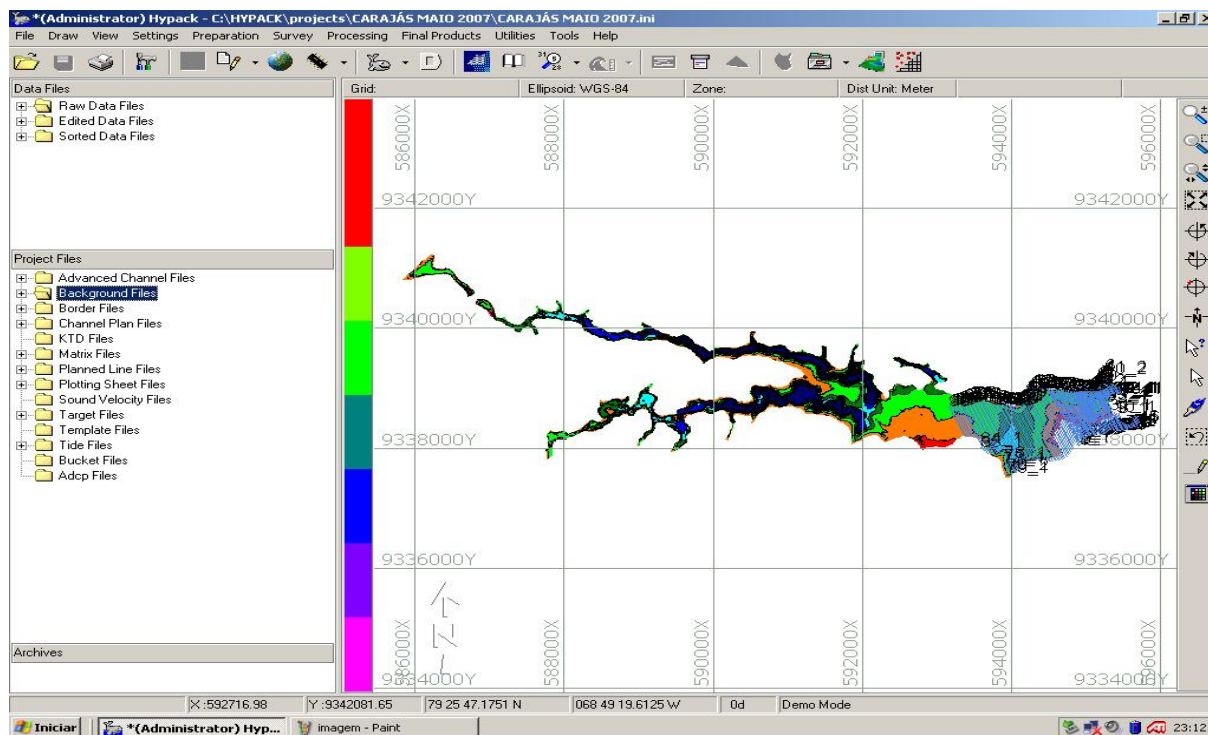 *(Administrator) Hypack - C:\HYPACK\projects\CARAJÁS MAIO 2007\CARAJÁS MAIO 2007.ini
File Draw View Settings Preparation Survey Processing Final Products Utilities Tools Help
Data Files
Raw Data Files
Edited Data Files
Sorted Data Files
Project Files
Advanced Channel Files
Background Files
Border Files
Channel Plan Files
KTD Files
Matrix Files
Planned Line Files
Plotting Sheet Files
Sound Velocity Files
Target Files
Template Files
Tide Files
Bucket Files
Adcp Files
Archives
Grid: Ellipsoid: WGS-84 Zone: Dist Unit: Meter
586000X 588000X 590000X 592000X 594000X 596000X
9342000Y 9342000Y
9340000Y 9340000Y
9338000Y
9336000Y 9336000Y
586000X 588000X 590000X 592000X 594000X 596000X
9334000Y 9334000Y
N
X :592716.98 Y :9342081.65 79 25 47.1751 N 068 49 19.6125 W 0d Demo Mode
Iniciar *(Administrator) Hyp... imagem - Paint 23:12